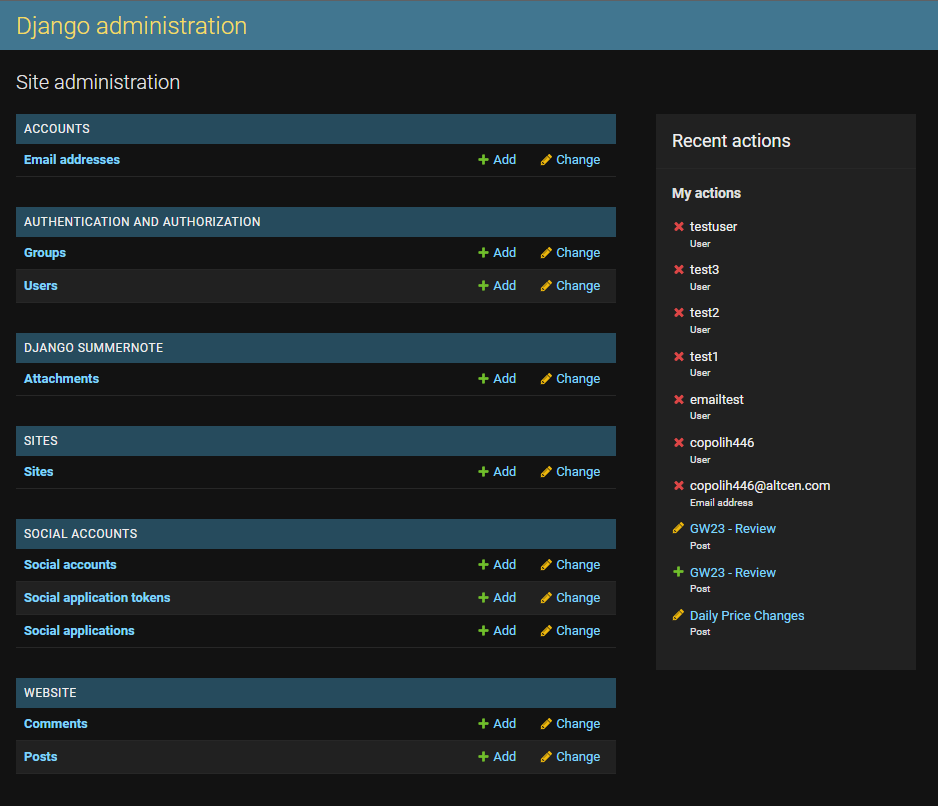 Django administration
Site administration
ACCOUNTS
Email addresses Add Change
AUTHENTICATION AND AUTHORIZATION
Groups Add Change
Users Add Change
DJANGO SUMMERNOTE
Attachments Add Change
SITES
Sites Add Change
SOCIAL ACCOUNTS
Social accounts Add Change
Social application tokens Add Change
Social applications Add Change
WEBSITE
Comments Add Change
Posts Add Change
Recent actions
My actions
testuser
User
test3
User
test2
User
test1
User
emailtest
User
copolih446
User
copolih446@altcen.com
Email address
GW23 - Review
Post
GW23 - Review
Post
Daily Price Changes
Post